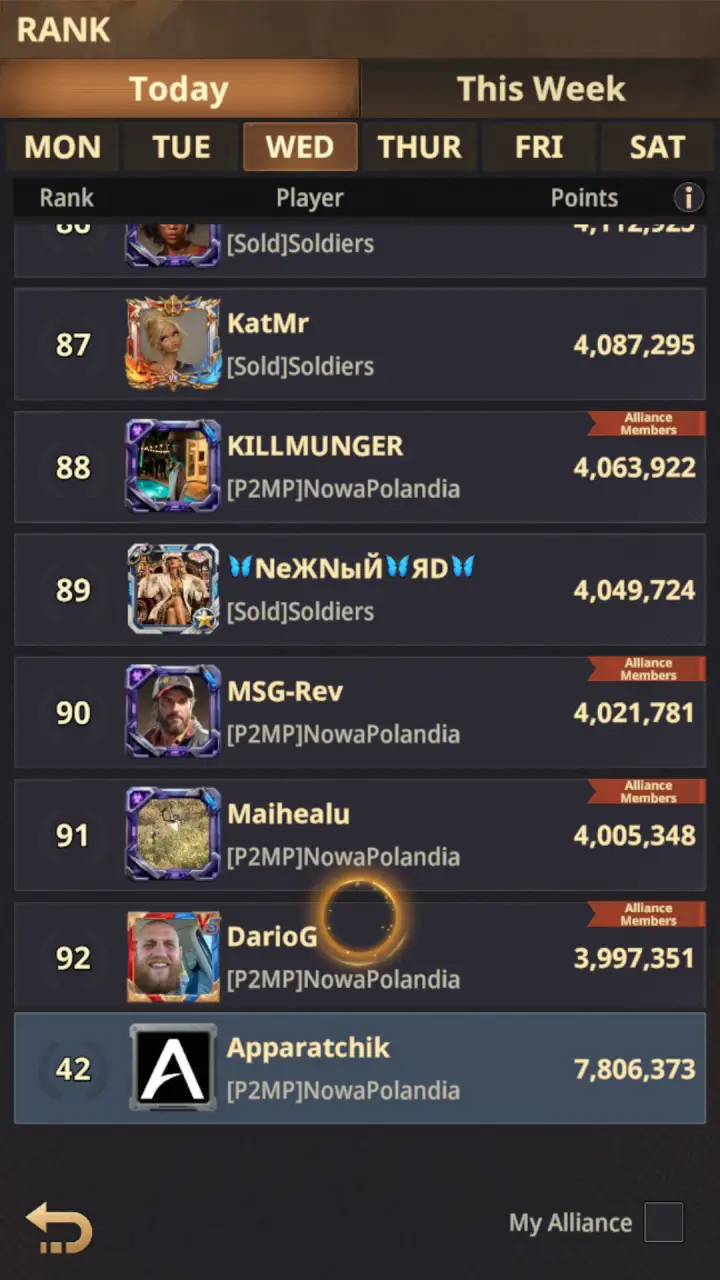 RANK
Today
This Week
MON
TUE
WED
THUR
FRI
SAT
Rank
Player
Points
i
[Sold]Soldiers
87
KatMr
[Sold]Soldiers
4,087,295
Alliance
Members
88
KILLMUNGER
[P2MP]NowaPolandia
4,063,922
89
🦋NeЖNыЙ🦋ЯD🦋
[Sold]Soldiers
4,049,724
Alliance
Members
90
MSG-Rev
[P2MP]NowaPolandia
4,021,781
Alliance
Members
91
Maihealu
[P2MP]NowaPolandia
4,005,348
Alliance
Members
92
DarioG
[P2MP]NowaPolandia
3,997,351
42
Apparatchik
[P2MP]NowaPolandia
7,806,373
My Alliance